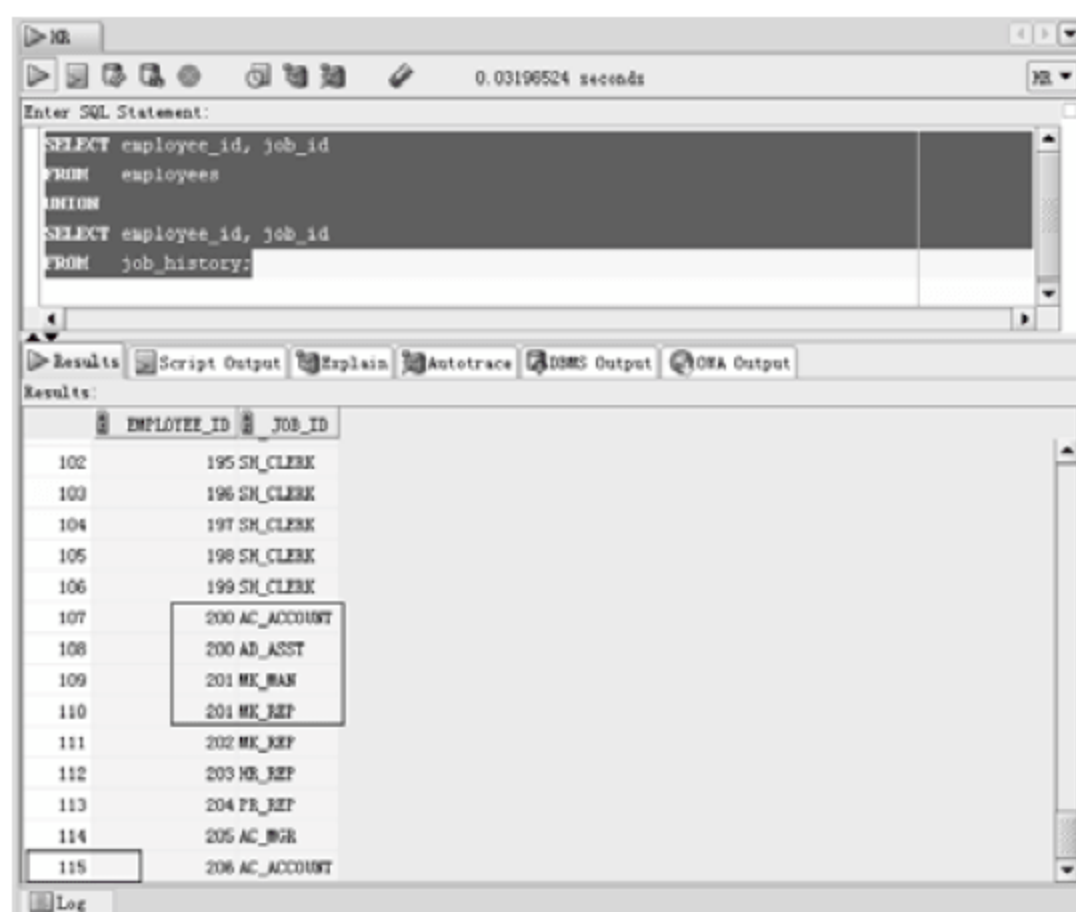 HR
0.03196524 seconds
HR
Enter SQL Statement:
SELECT employee_id, job_id
FROM employees
UNION
SELECT employee_id, job_id
FROM job_history;
Results Script Output Explain Autotrace DBMS Output OWA Output
Results:
EMPLOYEE_ID JOB_ID
102 195 SH_CLERK
103 196 SH_CLERK
104 197 SH_CLERK
105 198 SH_CLERK
106 199 SH_CLERK
107 200 AC_ACCOUNT
108 200 AD_ASST
109 201 MK_MAN
110 201 MK_REP
111 202 MK_REP
112 203 HR_REP
113 204 PR_REP
114 205 AC_MGR
115 206 AC_ACCOUNT
Log